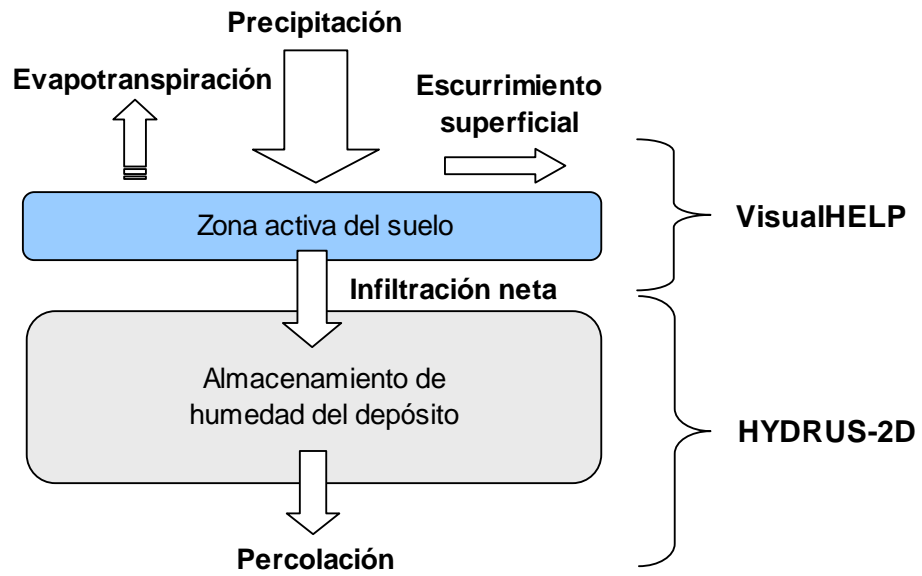 Precipitación
Evapotranspiración
Escurrimiento
superficial
Zona activa del suelo
VisualHELP
Infiltración neta
Almacenamiento de
humedad del depósito
HYDRUS-2D
Percolación